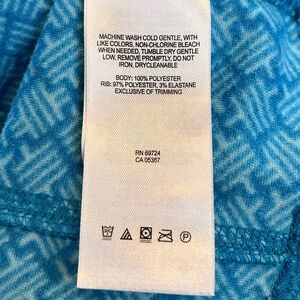 MACHINE WASH COLD GENTLE, WITH
LIKE COLORS, NON-CHLORINE BLEACH
WHEN NEEDED, TUMBLE DRY GENTLE
LOW, REMOVE PROMPTLY, DO NOT
IRON, DRYCLEANABLE
BODY: 100% POLYESTER
RIB: 97% POLYESTER, 3% ELASTANE
EXCLUSIVE OF TRIMMING
RN 69724
CA 05367
P